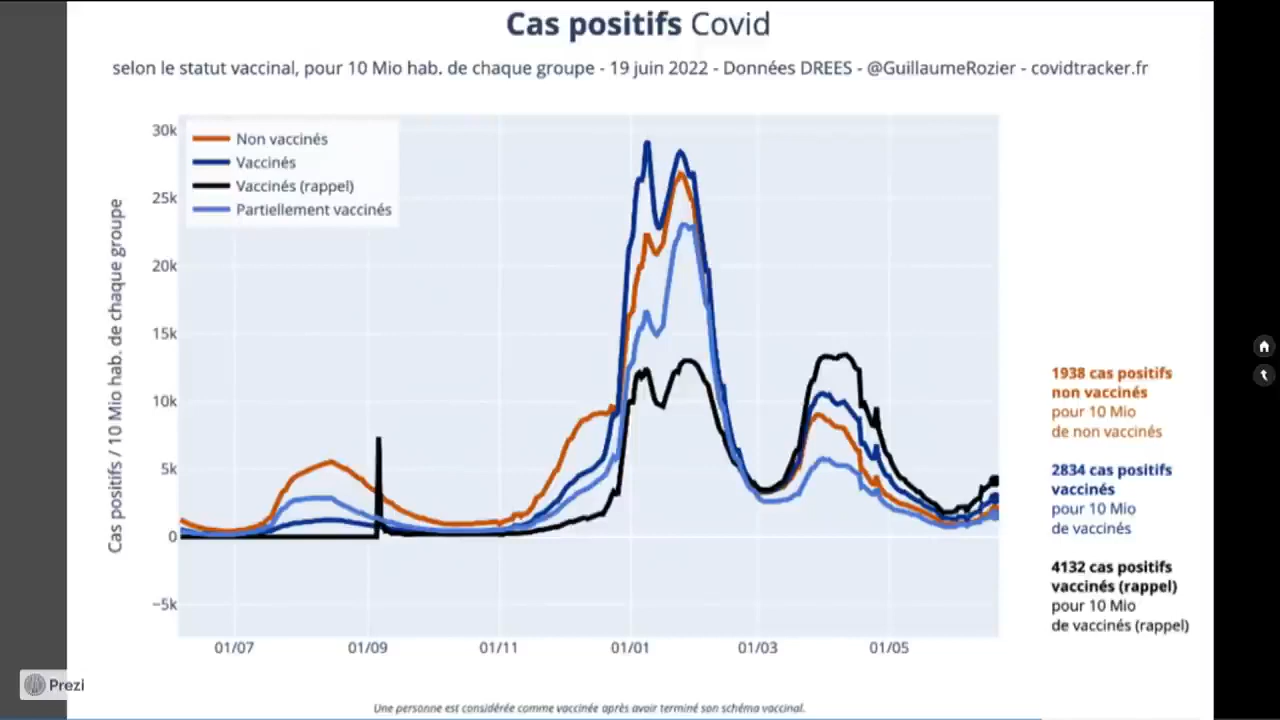 Cas positifs Covid
selon le statut vaccinal, pour 10 Mio hab. de chaque groupe - 19 juin 2022 - Données DREES - @GuillaumeRozier - covidtracker.fr
Non vaccinés
Vaccinés
Vaccinés (rappel)
Partiellement vaccinés
Cas positifs / 10 Mio hab. de chaque groupe
30k
25k
20k
15k
10k
5k
0
−5k
01/07
01/09
01/11
01/01
01/03
01/05
1938 cas positifs
non vaccinés
pour 10 Mio
de non vaccinés
2834 cas positifs
vaccinés
pour 10 Mio
de vaccinés
4132 cas positifs
vaccinés (rappel)
pour 10 Mio
de vaccinés (rappel)
Prezi
Une personne est considérée comme vaccinée après avoir terminé son schéma vaccinal.